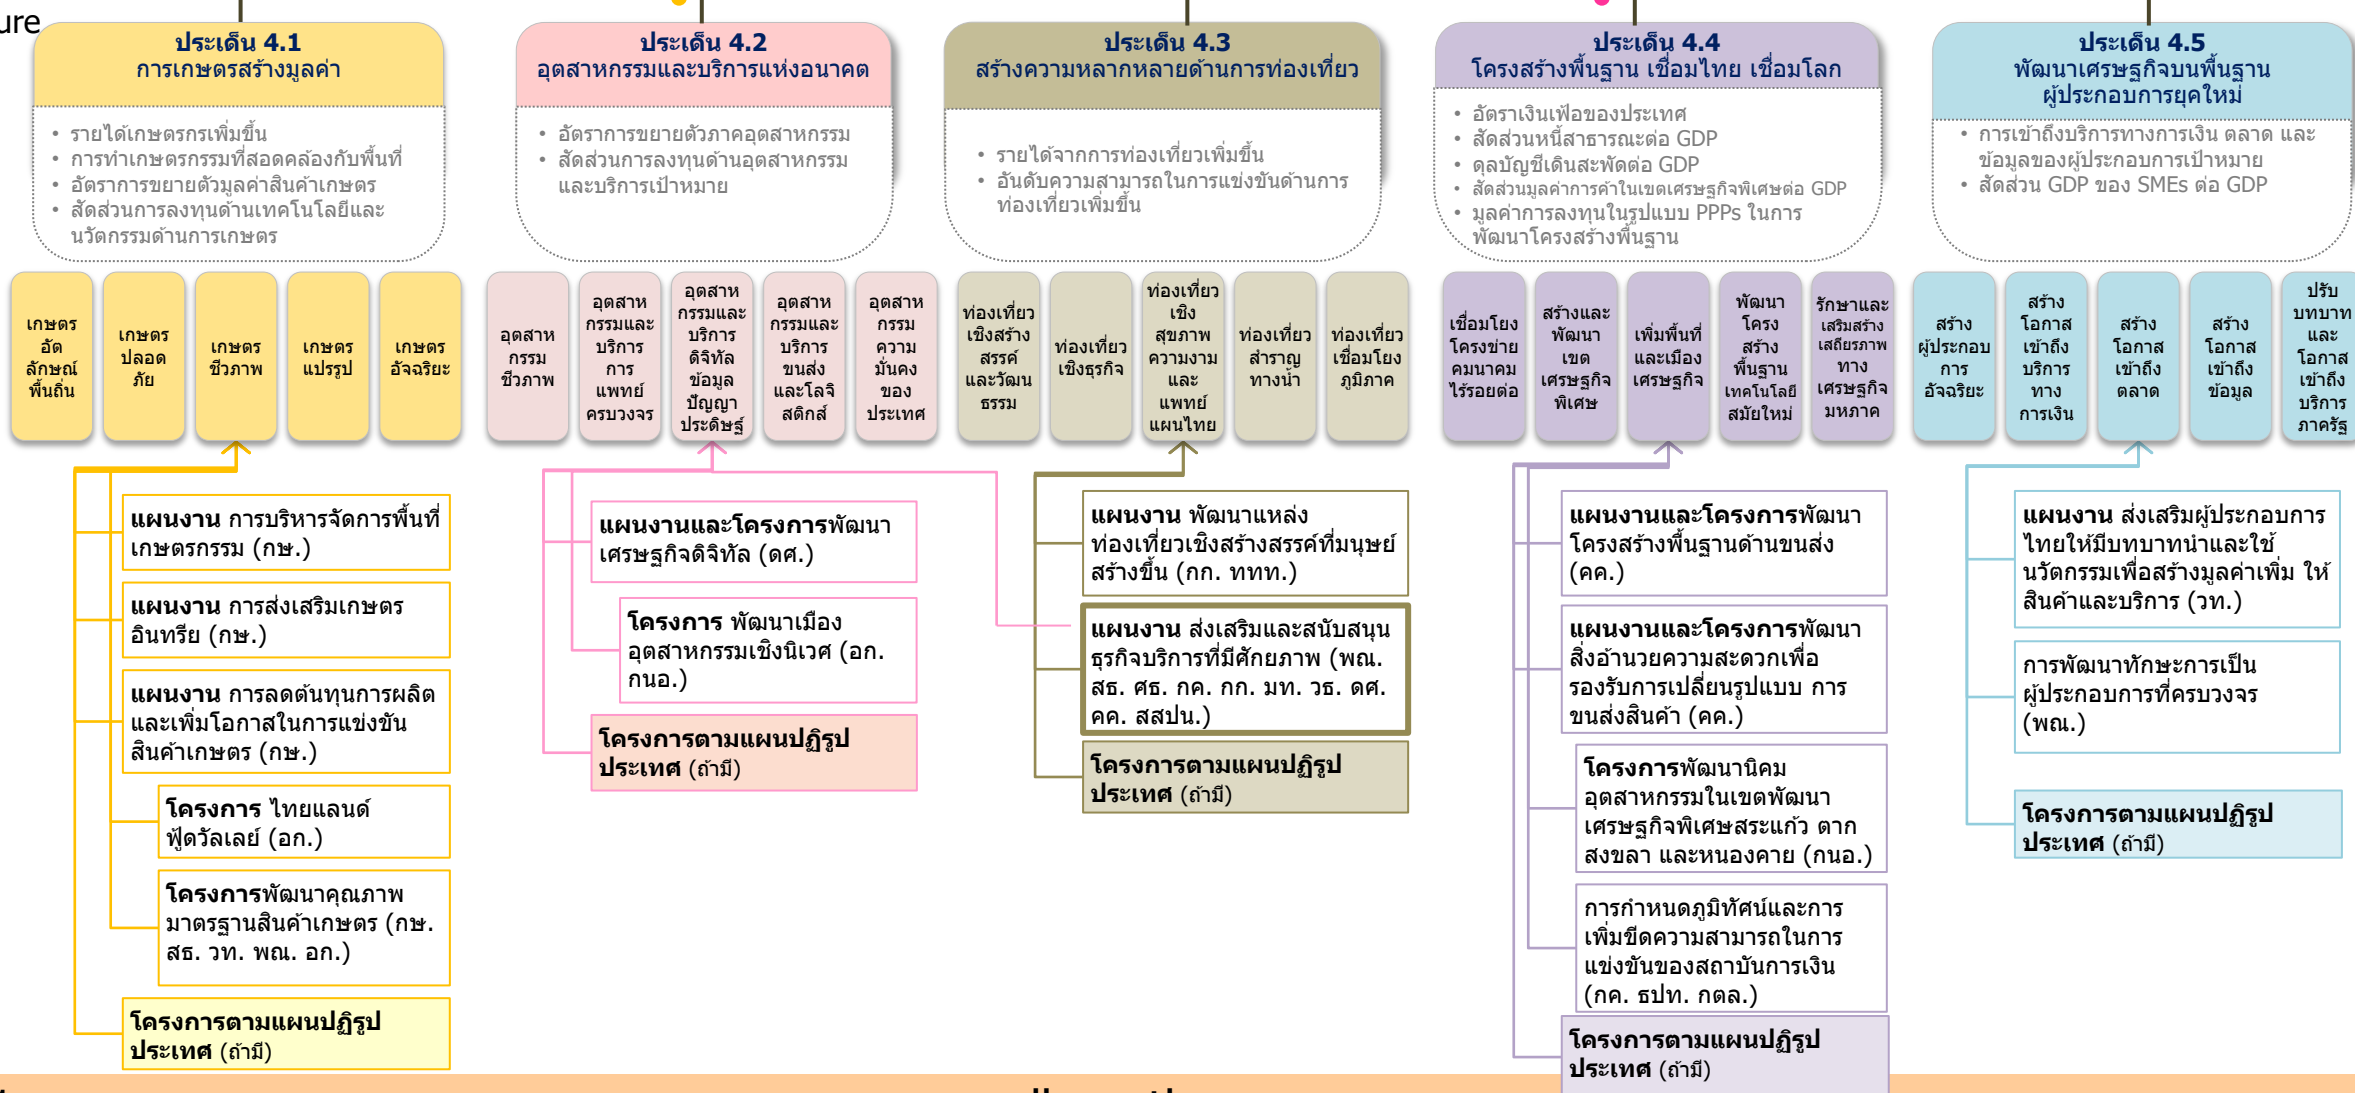 ure
ประเด็น 4.1
การเกษตรสร้างมูลค่า
• รายได้เกษตรกรเพิ่มขึ้น
• การทำเกษตรกรรมที่สอดคล้องกับพื้นที่
• อัตราการขยายตัวมูลค่าสินค้าเกษตร
• สัดส่วนการลงทุนด้านเทคโนโลยีและ
นวัตกรรมด้านการเกษตร
เกษตร
อัต
ลักษณ์
พื้นถิ่น
เกษตร
ปลอด
ภัย
เกษตร
ชีวภาพ
เกษตร
แปรรูป
เกษตร
อัจฉริยะ
แผนงาน การบริหารจัดการพื้นที่
เกษตรกรรม (กษ.)
แผนงาน การส่งเสริมเกษตร
อินทรีย (กษ.)
แผนงาน การลดต้นทุนการผลิต
และเพิ่มโอกาสในการแข่งขัน
สินค้าเกษตร (กษ.)
โครงการ ไทยแลนด์
ฟู้ดวัลเลย์ (อก.)
โครงการพัฒนาคุณภาพ
มาตรฐานสินค้าเกษตร (กษ.
สธ. วท. พณ. อก.)
โครงการตามแผนปฏิรูป
ประเทศ (ถ้ามี)
ประเด็น 4.2
อุตสาหกรรมและบริการแห่งอนาคต
• อัตราการขยายตัวภาคอุตสาหกรรม
• สัดส่วนการลงทุนด้านอุตสาหกรรม
และบริการเป้าหมาย
อุตสาห
กรรม
ชีวภาพ
อุตสาห
กรรมและ
บริการ
การ
แพทย์
ครบวงจร
อุตสาห
กรรมและ
บริการ
ดิจิทัล
ข้อมูล
ปัญญา
ประดิษฐ์
อุตสาห
กรรมและ
บริการ
ขนส่ง
และโลจิ
สติกส์
อุตสาห
กรรม
ความ
มั่นคง
ของ
ประเทศ
แผนงานและโครงการพัฒนา
เศรษฐกิจดิจิทัล (ดศ.)
โครงการ พัฒนาเมือง
อุตสาหกรรมเชิงนิเวศ (อก.
กนอ.)
โครงการตามแผนปฏิรูป
ประเทศ (ถ้ามี)
ประเด็น 4.3
สร้างความหลากหลายด้านการท่องเที่ยว
• รายได้จากการท่องเที่ยวเพิ่มขึ้น
• อันดับความสามารถในการแข่งขันด้านการ
ท่องเที่ยวเพิ่มขึ้น
ท่องเที่ยว
เชิงสร้าง
สรรค์
และวัฒน
ธรรม
ท่องเที่ยว
เชิงธุรกิจ
ท่องเที่ยว
เชิง
สุขภาพ
ความงาม
และ
แพทย์
แผนไทย
ท่องเที่ยว
สำราญ
ทางน้ำ
ท่องเที่ยว
เชื่อมโยง
ภูมิภาค
แผนงาน พัฒนาแหล่ง
ท่องเที่ยวเชิงสร้างสรรค์ที่มนุษย์
สร้างขึ้น (กก. ททท.)
แผนงาน ส่งเสริมและสนับสนุน
ธุรกิจบริการที่มีศักยภาพ (พณ.
สธ. ศธ. กค. กก. มท. วธ. ดศ.
คค. สสปน.)
โครงการตามแผนปฏิรูป
ประเทศ (ถ้ามี)
ประเด็น 4.4
โครงสร้างพื้นฐาน เชื่อมไทย เชื่อมโลก
• อัตราเงินเฟ้อของประเทศ
• สัดส่วนหนี้สาธารณะต่อ GDP
• ดุลบัญชีเดินสะพัดต่อ GDP
• สัดส่วนมูลค่าการค้าในเขตเศรษฐกิจพิเศษต่อ GDP
• มูลค่าการลงทุนในรูปแบบ PPPs ในการ
พัฒนาโครงสร้างพื้นฐาน
เชื่อมโยง
โครงข่าย
คมนาคม
ไร้รอยต่อ
สร้างและ
พัฒนา
เขต
เศรษฐกิจ
พิเศษ
เพิ่มพื้นที่
และเมือง
เศรษฐกิจ
พัฒนา
โครง
สร้าง
พื้นฐาน
เทคโนโลยี
สมัยใหม่
รักษาและ
เสริมสร้าง
เสถียรภาพ
ทาง
เศรษฐกิจ
มหภาค
แผนงานและโครงการพัฒนา
โครงสร้างพื้นฐานด้านขนส่ง
(คค.)
แผนงานและโครงการพัฒนา
สิ่งอำนวยความสะดวกเพื่อ
รองรับการเปลี่ยนรูปแบบ การ
ขนส่งสินค้า (คค.)
โครงการพัฒนานิคม
อุตสาหกรรมในเขตพัฒนา
เศรษฐกิจพิเศษสระแก้ว ตาก
สงขลา และหนองคาย (กนอ.)
การกำหนดภูมิทัศน์และการ
เพิ่มขีดความสามารถในการ
แข่งขันของสถาบันการเงิน
(กค. ธปท. กตล.)
โครงการตามแผนปฏิรูป
ประเทศ (ถ้ามี)
ประเด็น 4.5
พัฒนาเศรษฐกิจบนพื้นฐาน
ผู้ประกอบการยุคใหม่
• การเข้าถึงบริการทางการเงิน ตลาด และ
ข้อมูลของผู้ประกอบการเป้าหมาย
• สัดส่วน GDP ของ SMEs ต่อ GDP
สร้าง
ผู้ประกอบ
การ
อัจฉริยะ
สร้าง
โอกาส
เข้าถึง
บริการ
ทาง
การเงิน
สร้าง
โอกาส
เข้าถึง
ตลาด
สร้าง
โอกาส
เข้าถึง
ข้อมูล
ปรับ
บทบาท
และ
โอกาส
เข้าถึง
บริการ
ภาครัฐ
แผนงาน ส่งเสริมผู้ประกอบการ
ไทยให้มีบทบาทนำและใช้
นวัตกรรมเพื่อสร้างมูลค่าเพิ่ม ให้
สินค้าและบริการ (วท.)
การพัฒนาทักษะการเป็น
ผู้ประกอบการที่ครบวงจร
(พณ.)
โครงการตามแผนปฏิรูป
ประเทศ (ถ้ามี)